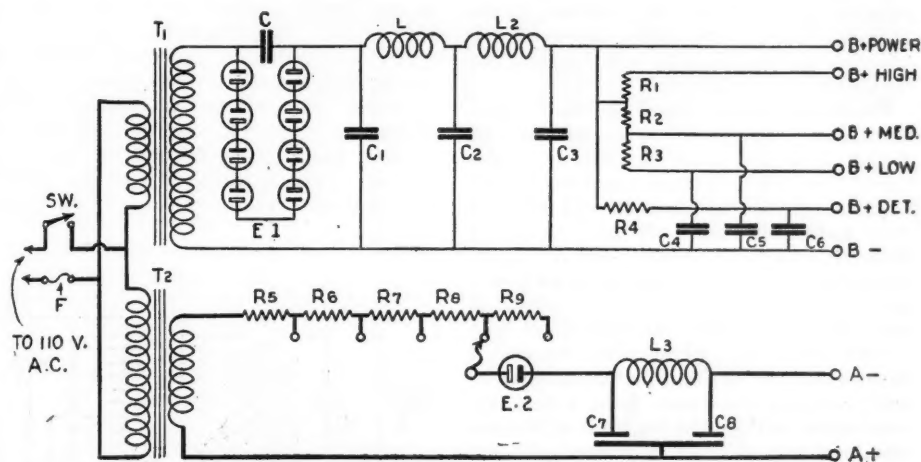 T1
C
L
L2
B+ POWER
B+ HIGH
R1
R2
B+ MED.
C1
C2
C3
R3
B+ LOW
SW.
E1
R4
B+ DET.
C4
C5
C6
B-
F
T2
R5
R6
R7
R8
R9
TO 110 V.
A.C.
L3
E.2
A-
C7
C8
A+